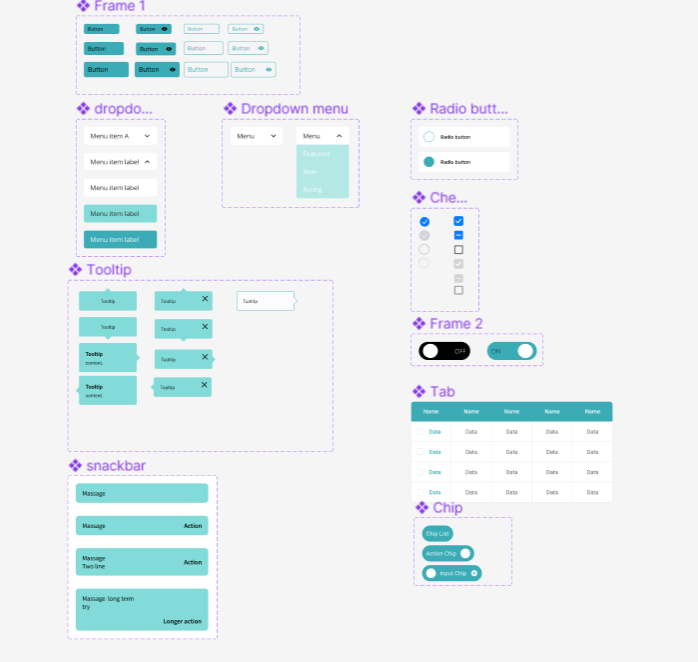 Frame 1
Button Button Button Button
Button Button Button Button
Button Button Button Button
dropdo...
Menu item A
Menu item label
Menu item label
Menu item label
Menu item label
Dropdown menu
Menu Menu
Featured
New
Rating
Radio butt...
Radio button
Radio button
Che...
Tooltip
Tooltip Tooltip Tooltip
Tooltip Tooltip
Tooltip
content.
Tooltip
Tooltip
content.
Tooltip
Frame 2
OFF ON
Tab
Name Name Name Name Name
Data Data Data Data Data
Data Data Data Data Data
Data Data Data Data Data
Data Data Data Data Data
snackbar
Massage
Massage Action
Massage
Two line
Action
Massage long term
try
Longer action
Chip
Chip List
Action Chip
Input Chip